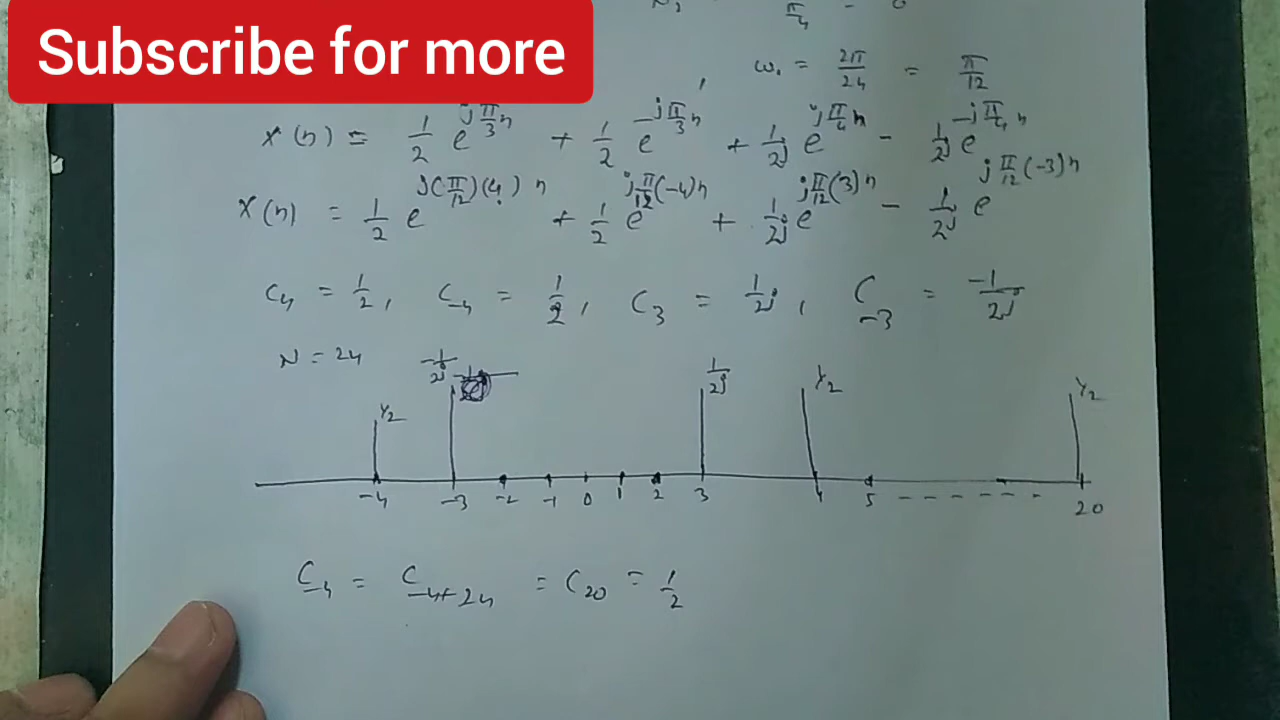 Subscribe for more
π/4
ω₁ = 2π/24 = π/12
x(n) = 1/2 e^{jπ/3 n} + 1/2 e^{-jπ/3 n} + 1/2j e^{jπ/4 n} - 1/2j e^{-jπ/4 n}
x(n) = 1/2 e^{j(π/12)(4) n} + 1/2 e^{jπ/12(-4)n} + 1/2j e^{jπ/12(3)n} - 1/2j e^{jπ/12(-3)n}
C₄ = 1/2, C₋₄ = 1/2, C₃ = 1/2j, C₋₃ = -1/2j
N = 24
1/2 -1/2j 1/2j 1/2 1/2
-4 -3 -2 -1 0 1 2 3 4 5 - - - - - - - 20
C₋₄ = C₋₄₊₂₄ = C₂₀ = 1/2